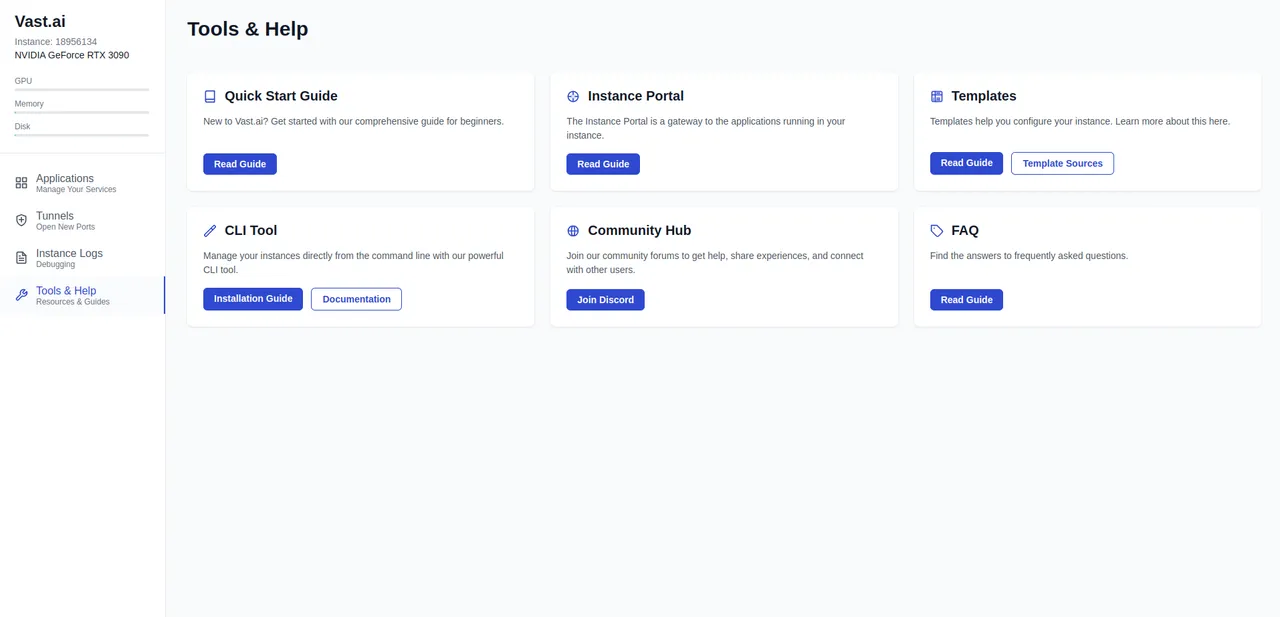 Vast.ai
Instance: 18956134
NVIDIA GeForce RTX 3090
GPU
Memory
Disk
Applications
Manage Your Services
Tunnels
Open New Ports
Instance Logs
Debugging
Tools & Help
Resources & Guides
Tools & Help
Quick Start Guide
New to Vast.ai? Get started with our comprehensive guide for beginners.
Read Guide
Instance Portal
The Instance Portal is a gateway to the applications running in your
instance.
Read Guide
Templates
Templates help you configure your instance. Learn more about this here.
Read Guide
Template Sources
CLI Tool
Manage your instances directly from the command line with our powerful
CLI tool.
Installation Guide
Documentation
Community Hub
Join our community forums to get help, share experiences, and connect
with other users.
Join Discord
FAQ
Find the answers to frequently asked questions.
Read Guide